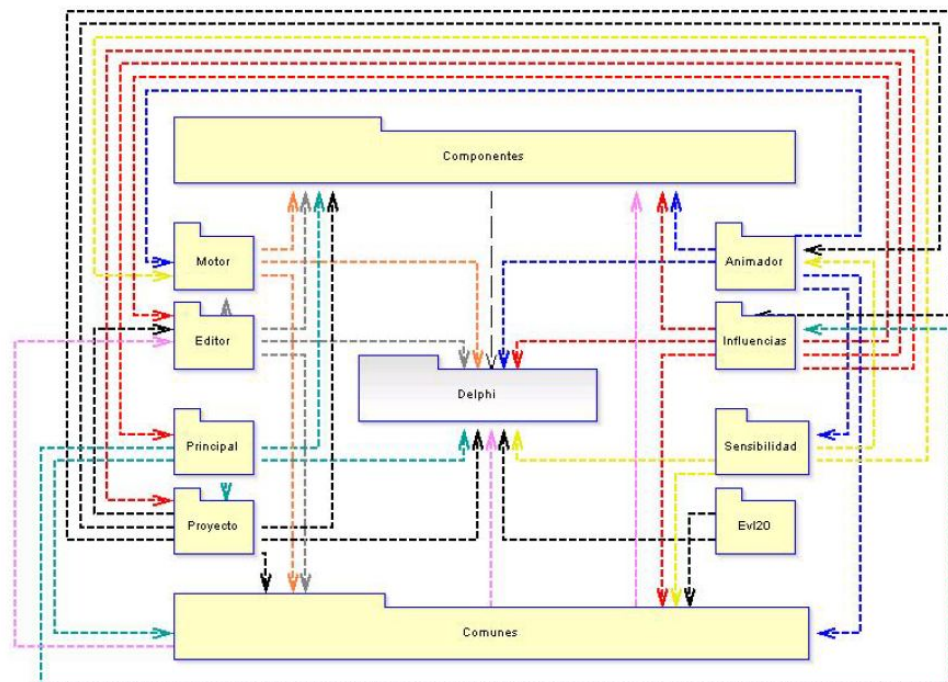 Componentes
Motor
Animador
Editor
Influencias
Delphi
Principal
Sensibilidad
Proyecto
Evl20
Comunes